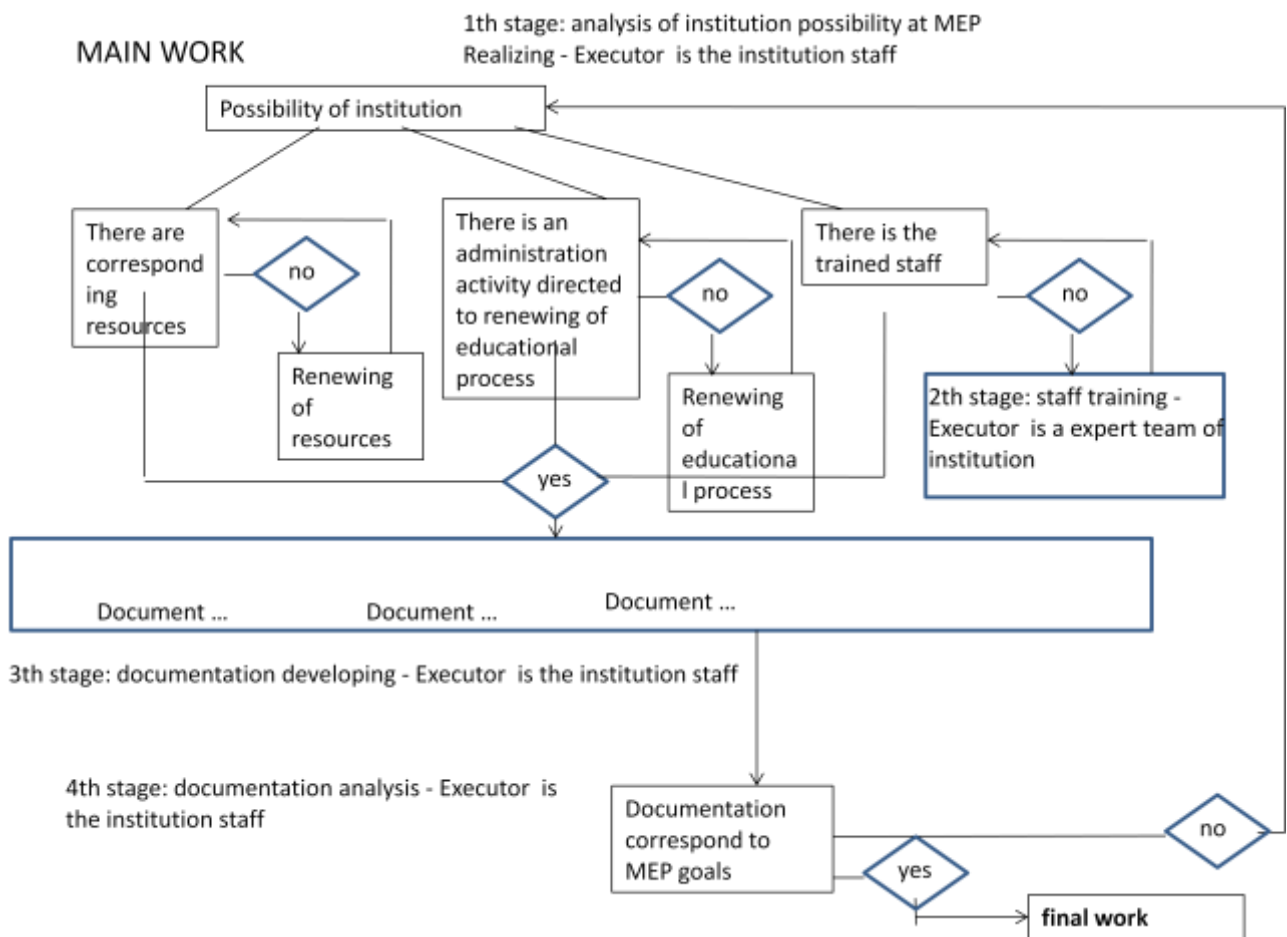 1th stage: analysis of institution possibility at MEP
Realizing - Executor is the institution staff
MAIN WORK
Possibility of institution
There are
correspond
ing
resources
no
Renewing
of
resources
There is an
administration
activity directed
to renewing of
educational
process
no
Renewing
of
educationa
l process
There is the
trained staff
no
2th stage: staff training -
Executor is a expert team of
institution
yes
Document ...
Document ...
Document ...
3th stage: documentation developing - Executor is the institution staff
4th stage: documentation analysis - Executor is
the institution staff
Documentation
correspond to
MEP goals
no
yes
final work